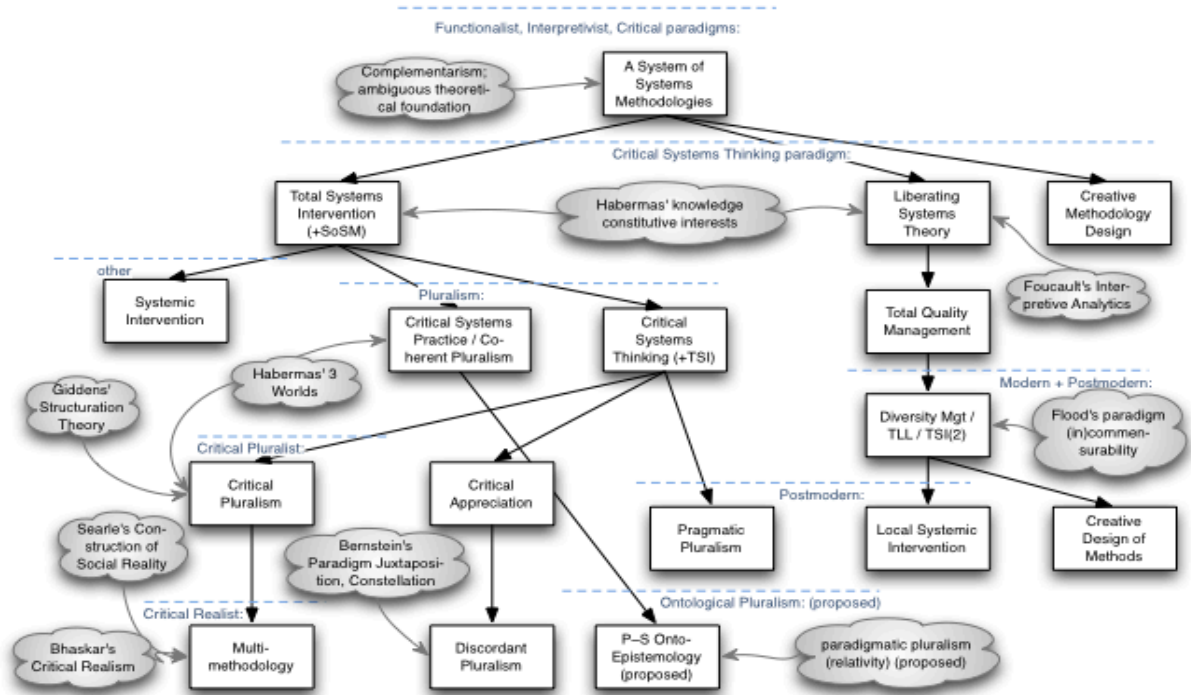 Functionalist, Interpretivist, Critical paradigms:
Complementarism;
ambiguous theoreti-
cal foundation
A System of
Systems
Methodologies
Critical Systems Thinking paradigm:
Total Systems
Intervention
(+SoSM)
Habermas' knowledge
constitutive interests
Liberating
Systems
Theory
Creative
Methodology
Design
other
Systemic
Intervention
Pluralism:
Critical Systems
Practice / Co-
herent Pluralism
Critical
Systems
Thinking (+TSI)
Total Quality
Management
Foucault's Inter-
pretive Analytics
Habermas' 3
Worlds
Giddens'
Structuration
Theory
Modern + Postmodern:
Diversity Mgt /
TLL / TSI(2)
Flood's paradigm
(in)commen-
surability
Critical Pluralist:
Critical
Pluralism
Critical
Appreciation
Postmodern:
Pragmatic
Pluralism
Local Systemic
Intervention
Creative
Design of
Methods
Searle's Con-
struction of
Social Reality
Bernstein's
Paradigm Juxtaposi-
tion, Constellation
Critical Realist:
Ontological Pluralism: (proposed)
Bhaskar's
Critical Realism
Multi-
methodology
Discordant
Pluralism
P–S Onto-
Epistemology
(proposed)
paradigmatic pluralism
(relativity) (proposed)